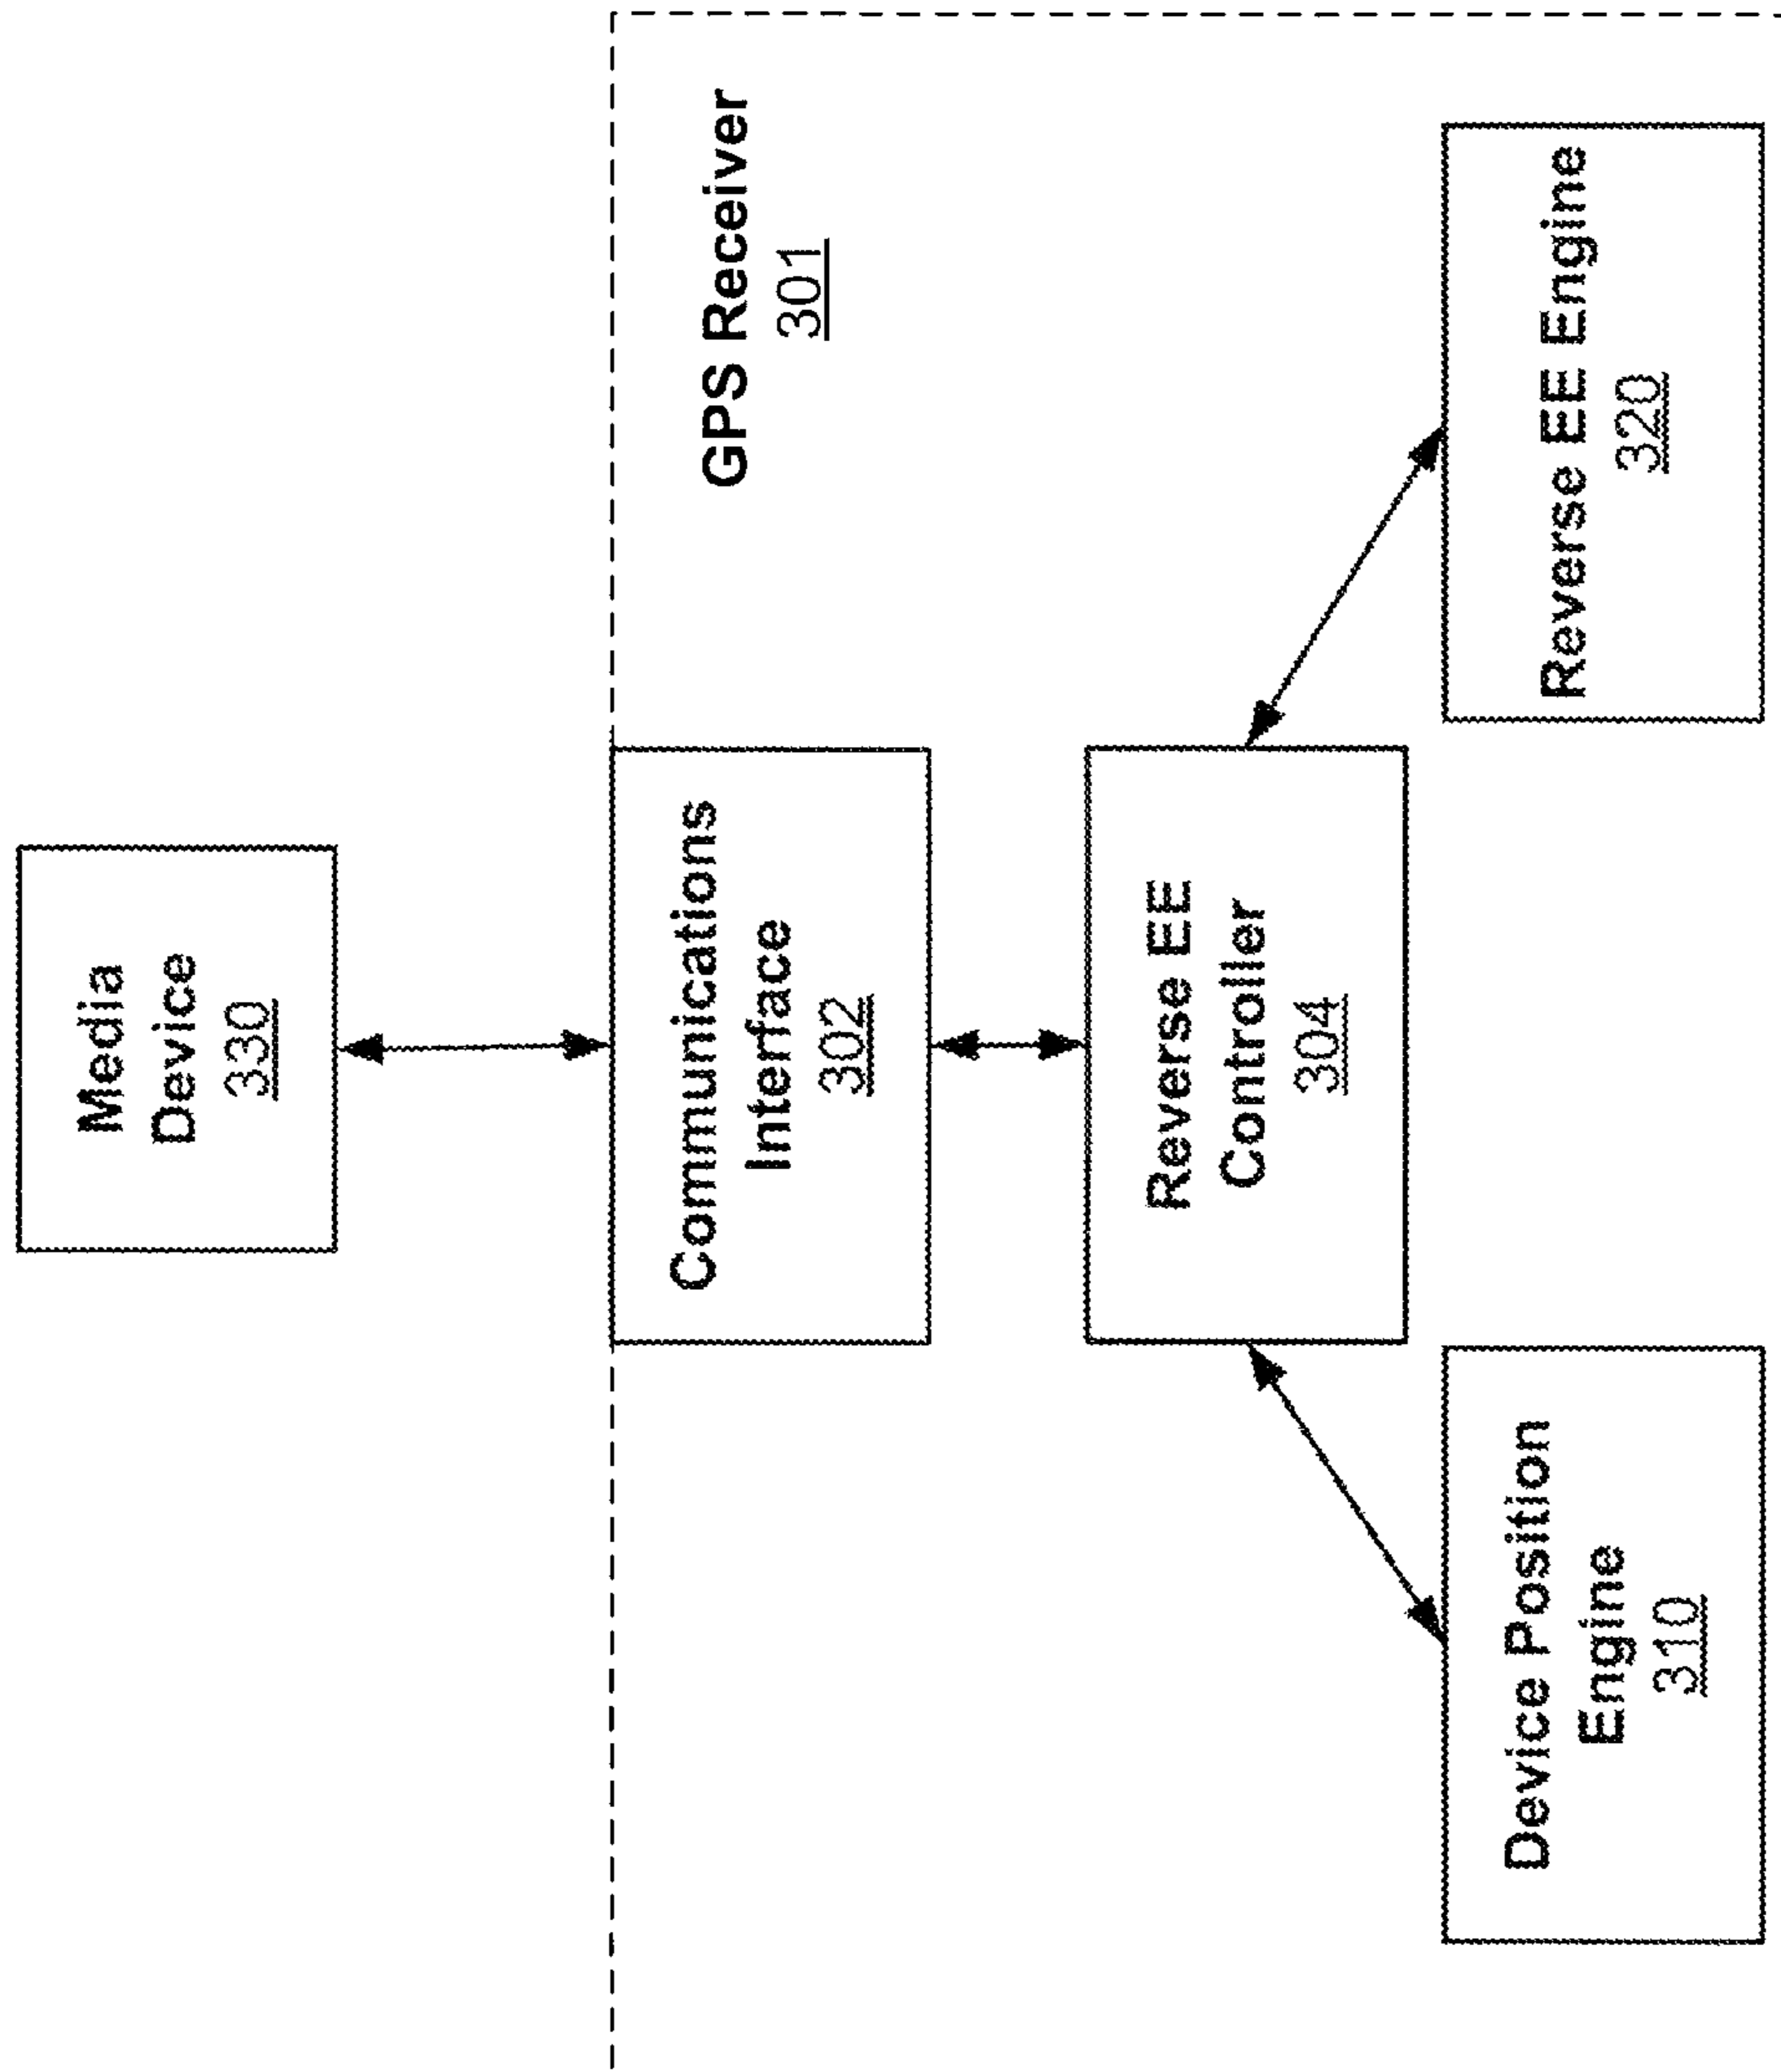 Media
Device
330
GPS Receiver
301
Communications
Interface
302
Reverse EE
Controller
304
Device Position
Engine
310
Reverse EE Engine
320